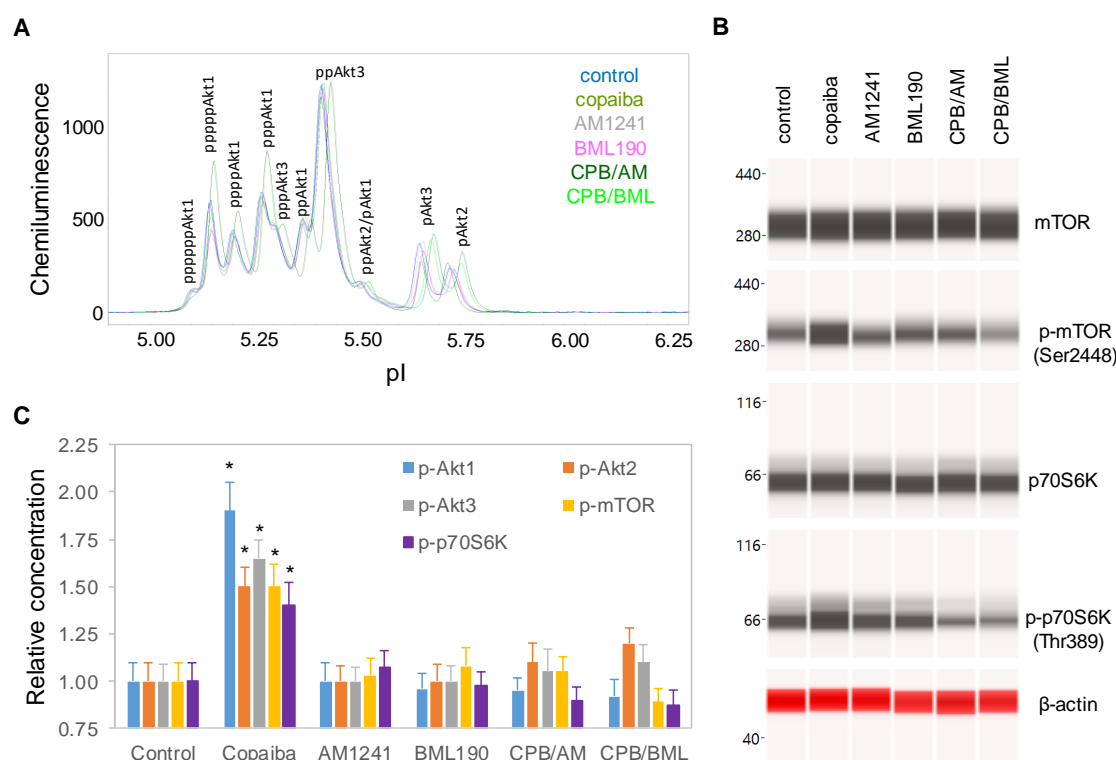 A
Chemiluminescence
1000
500
0
ppppppAkt1
pppppAkt1
ppppAkt1
pppAkt1
pppAkt3
ppAkt1
ppAkt3
ppAkt2/pAkt1
pAkt3
pAkt2
control
copaiba
AM1241
BML190
CPB/AM
CPB/BML
5.00 5.25 5.50 5.75 6.00 6.25
pI
B
control copaiba AM1241 BML190 CPB/AM CPB/BML
440-
280-
mTOR
440-
280-
p-mTOR
(Ser2448)
116-
66-
p70S6K
116-
66-
p-p70S6K
(Thr389)
40-
β-actin
C
Relative concentration
2.25
2.00
1.75
1.50
1.25
1.00
0.75
p-Akt1 p-Akt2
p-Akt3 p-mTOR
p-p70S6K
* * * * *
Control Copaiba AM1241 BML190 CPB/AM CPB/BML